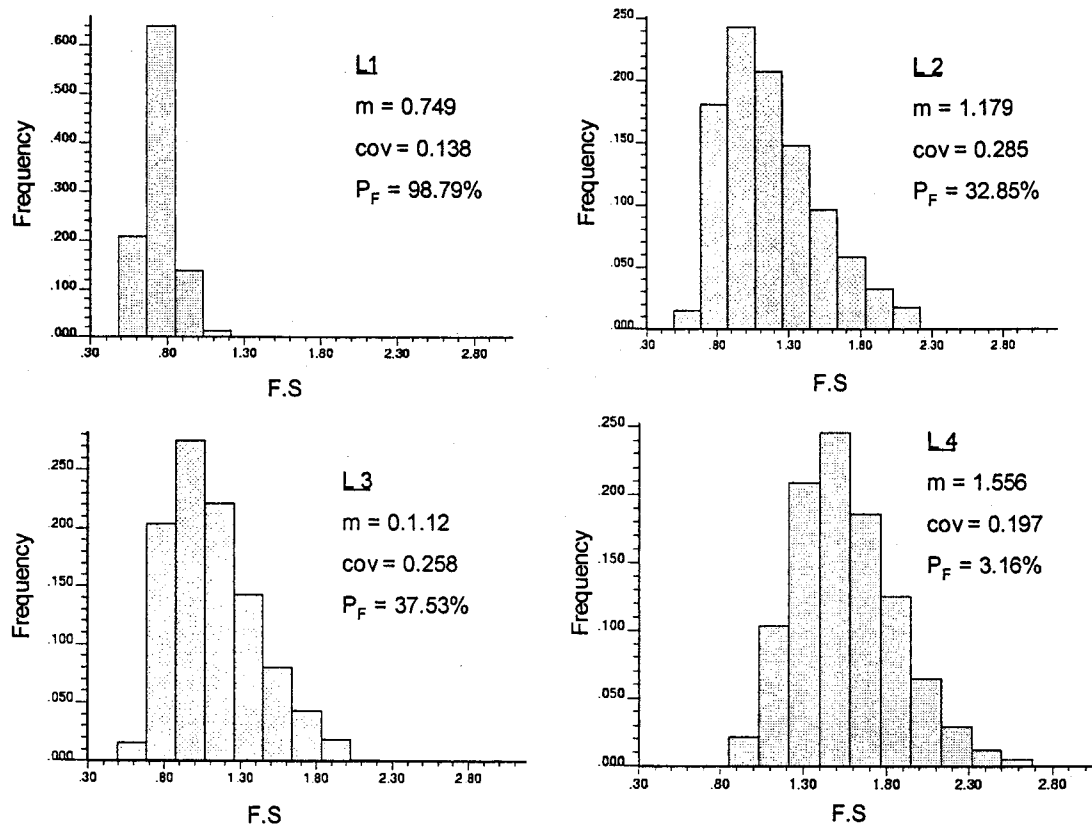 L1
m = 0.749
cov = 0.138
P_F = 98.79%
Frequency
.600
.500
.400
.300
.200
.100
.000
.30 .80 1.30 1.80 2.30 2.80
F.S
L2
m = 1.179
cov = 0.285
P_F = 32.85%
Frequency
.250
.200
.150
.100
.050
.000
.30 .80 1.30 1.80 2.30 2.80
F.S
L3
m = 0.1.12
cov = 0.258
P_F = 37.53%
Frequency
.250
.200
.150
.100
.050
.000
.30 .80 1.30 1.80 2.30 2.80
F.S
L4
m = 1.556
cov = 0.197
P_F = 3.16%
Frequency
.250
.200
.150
.100
.050
.000
.30 .80 1.30 1.80 2.30 2.80
F.S